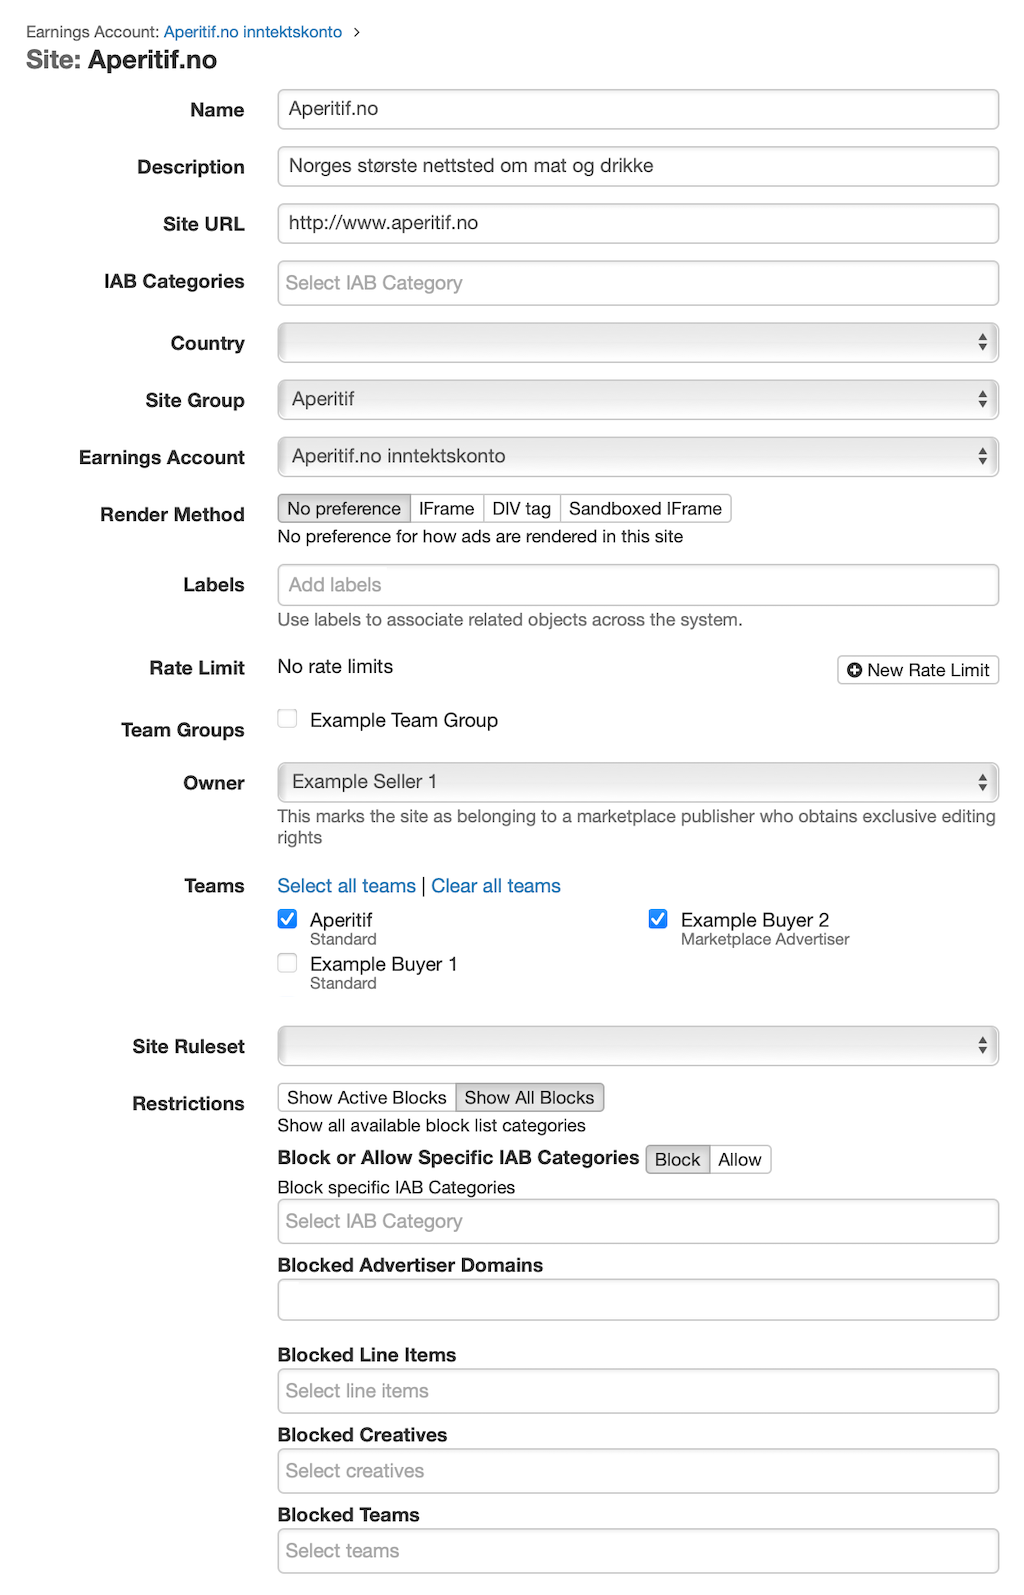 Earnings Account: Aperitif.no inntektskonto >
Site: Aperitif.no
Name
Aperitif.no
Description
Norges største nettsted om mat og drikke
Site URL
http://www.aperitif.no
IAB Categories
Select IAB Category
Country
Site Group
Aperitif
Earnings Account
Aperitif.no inntektskonto
Render Method
No preference IFrame DIV tag Sandboxed IFrame
No preference for how ads are rendered in this site
Labels
Add labels
Use labels to associate related objects across the system.
Rate Limit
No rate limits
New Rate Limit
Team Groups
Example Team Group
Owner
Example Seller 1
This marks the site as belonging to a marketplace publisher who obtains exclusive editing
rights
Teams
Select all teams | Clear all teams
Aperitif
Standard
Example Buyer 2
Marketplace Advertiser
Example Buyer 1
Standard
Site Ruleset
Restrictions
Show Active Blocks Show All Blocks
Show all available block list categories
Block or Allow Specific IAB Categories Block Allow
Block specific IAB Categories
Select IAB Category
Blocked Advertiser Domains
Blocked Line Items
Select line items
Blocked Creatives
Select creatives
Blocked Teams
Select teams